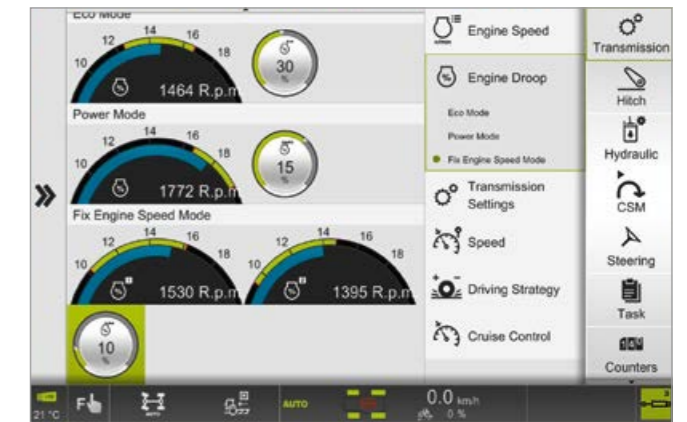 Eco Mode
10 12 14 16 18
30
%
1464 R.p.m
Power Mode
10 12 14 16 18
15
%
1772 R.p.m
Fix Engine Speed Mode
10 12 14 16 18
1530 R.p.m
10 12 14 16 18
1395 R.p.m
10
%
Engine Speed
Engine Droop
Eco Mode
Power Mode
Fix Engine Speed Mode
Transmission
Settings
Speed
Driving Strategy
Cruise Control
Transmission
Hitch
Hydraulic
CSM
Steering
Task
Counters
21 °C
F
AUTO
AUTO
0.0 km/h
0 %
3